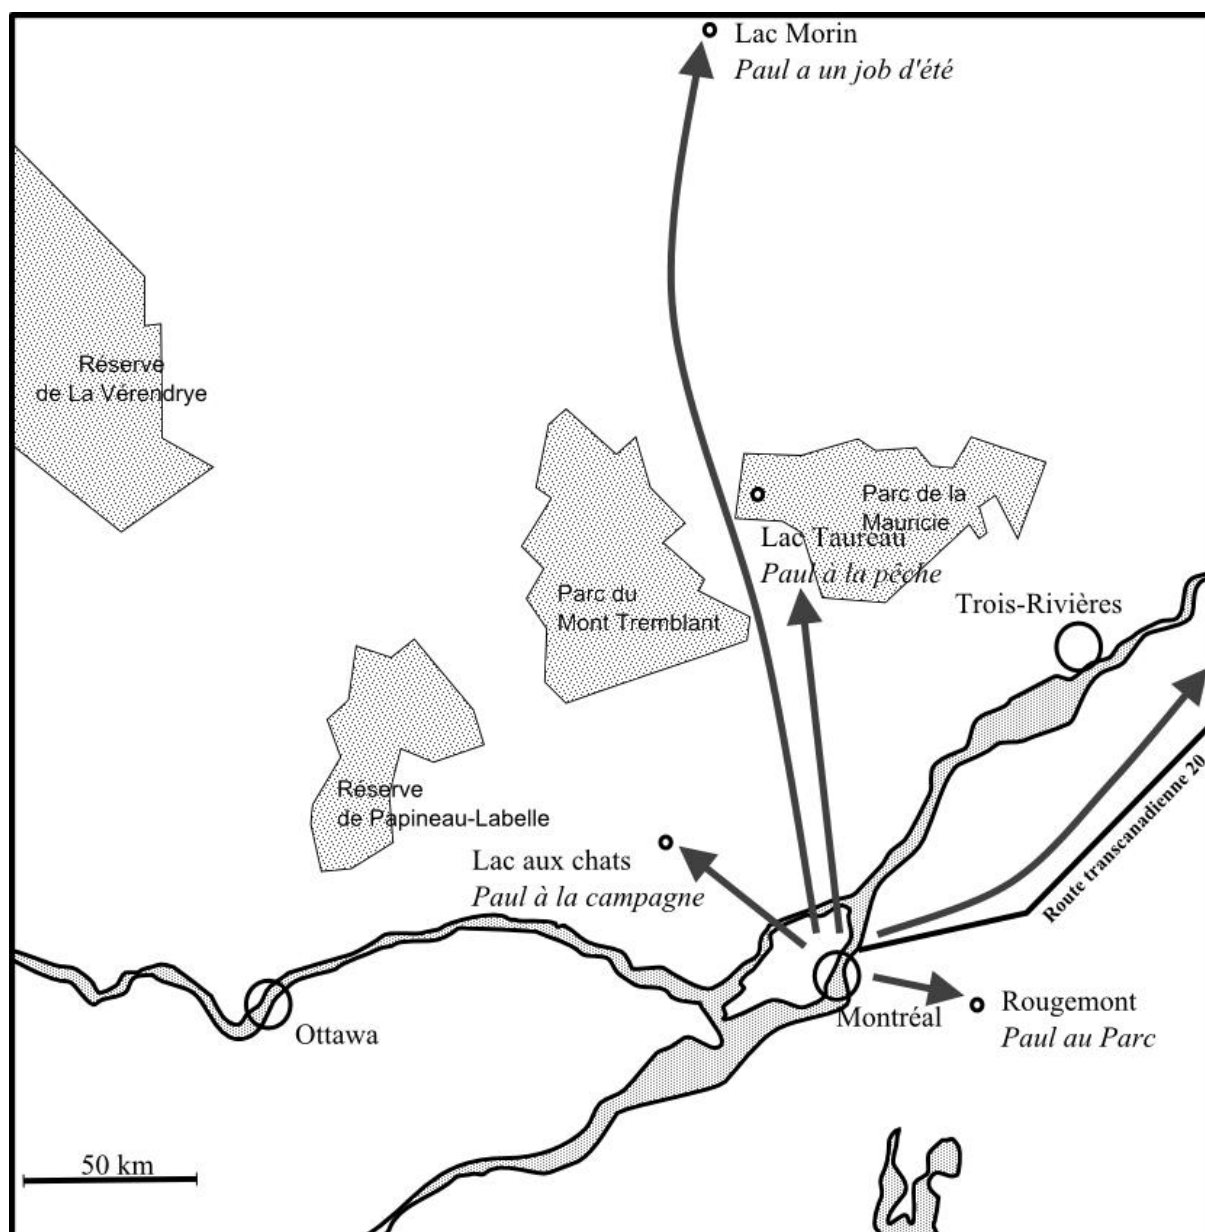 Lac Morin
Paul a un job d'été
Réserve
de La Vérendrye
Parc de la
Mauricie
Lac Taureau
Paul à la pêche
Parc du
Mont Tremblant
Trois-Rivières
Réserve
de Papineau-Labelle
Route transcanadienne 20
Lac aux chats
Paul à la campagne
Ottawa
Montréal
Rougemont
Paul au Parc
50 km